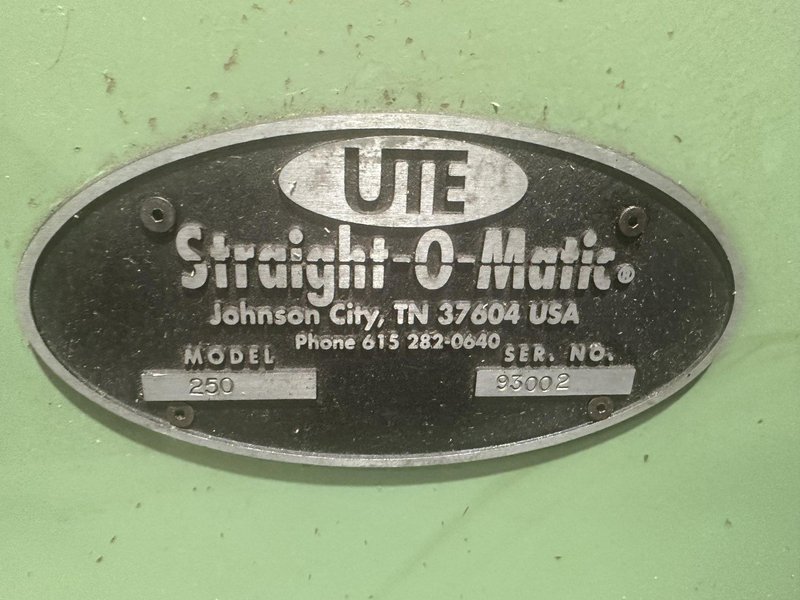 UTE
Straight-O-Matic®
Johnson City, TN 37604 USA
Phone 615 282-0640
MODEL SER. NO.
250 93002